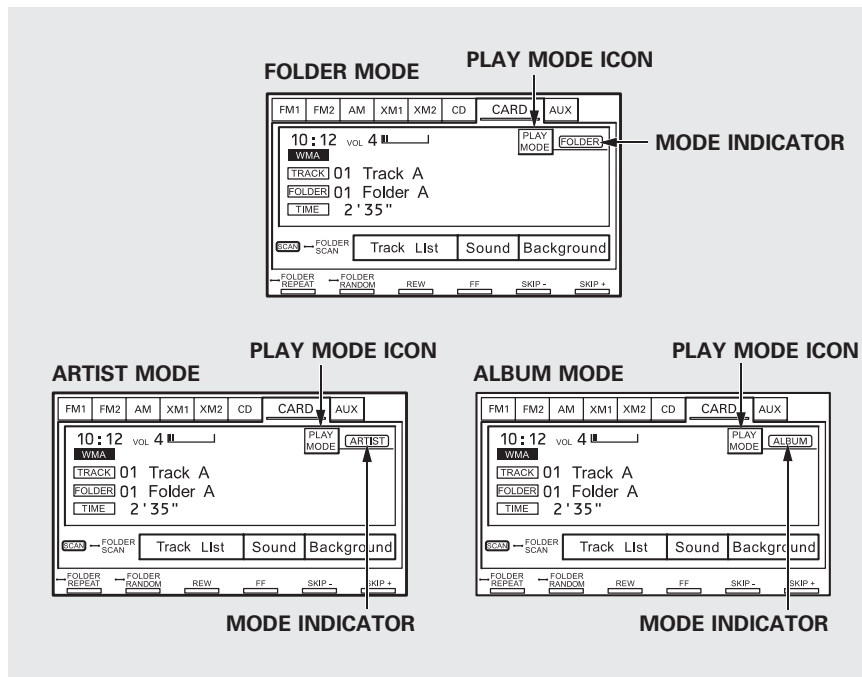 FOLDER MODE
PLAY MODE ICON
FM1 FM2 AM XM1 XM2 CD CARD AUX
10:12 VOL 4
PLAY MODE
FOLDER
MODE INDICATOR
WMA
TRACK 01 Track A
FOLDER 01 Folder A
TIME 2'35"
SCAN FOLDER SCAN Track LIst Sound Background
FOLDER REPEAT FOLDER RANDOM REW FF SKIP - SKIP +
ARTIST MODE
PLAY MODE ICON
FM1 FM2 AM XM1 XM2 CD CARD AUX
10:12 VOL 4
PLAY MODE
ARTIST
WMA
TRACK 01 Track A
FOLDER 01 Folder A
TIME 2'35"
SCAN FOLDER SCAN Track LIst Sound Background
FOLDER REPEAT FOLDER RANDOM REW FF SKIP - SKIP +
MODE INDICATOR
ALBUM MODE
PLAY MODE ICON
FM1 FM2 AM XM1 XM2 CD CARD AUX
10:12 VOL 4
PLAY MODE
ALBUM
WMA
TRACK 01 Track A
FOLDER 01 Folder A
TIME 2'35"
SCAN FOLDER SCAN Track LIst Sound Background
FOLDER REPEAT FOLDER RANDOM REW FF SKIP - SKIP +
MODE INDICATOR